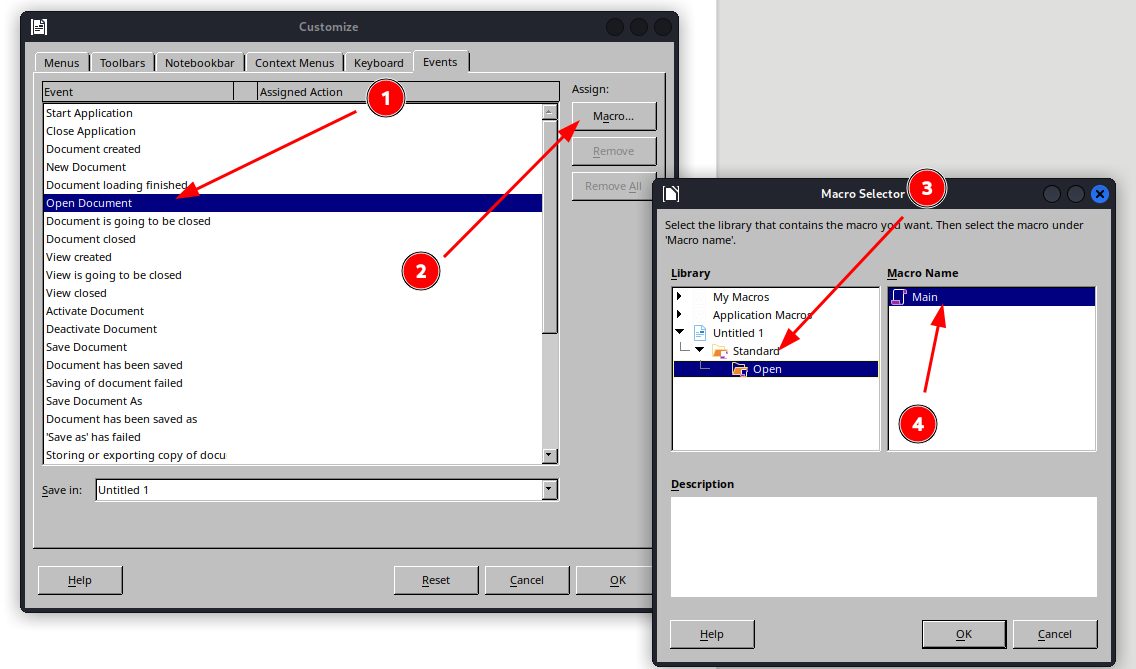 Customize
Menus
Toolbars
Notebookbar
Context Menus
Keyboard
Events
Event
Assigned Action
1
Assign:
Start Application
Close Application
Document created
New Document
Document loading finished
Open Document
Document is going to be closed
Document closed
View created
View is going to be closed
View closed
Activate Document
Deactivate Document
Save Document
Document has been saved
Saving of document failed
Save Document As
Document has been saved as
'Save as' has failed
Storing or exporting copy of docu
Macro...
Remove
Remove All
2
Save in:
Untitled 1
Help
Reset
Cancel
OK
Macro Selector
3
Select the library that contains the macro you want. Then select the macro under
'Macro name'.
Library
My Macros
Application Macros
Untitled 1
Standard
Open
Macro Name
Main
4
Description
Help
OK
Cancel